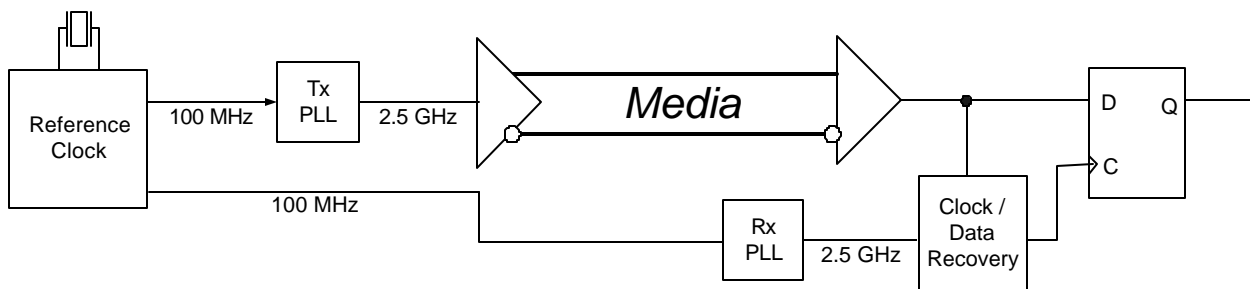 Reference
Clock
100 MHz
Tx
PLL
2.5 GHz
Media
D
Q
C
100 MHz
Rx
PLL
2.5 GHz
Clock /
Data
Recovery